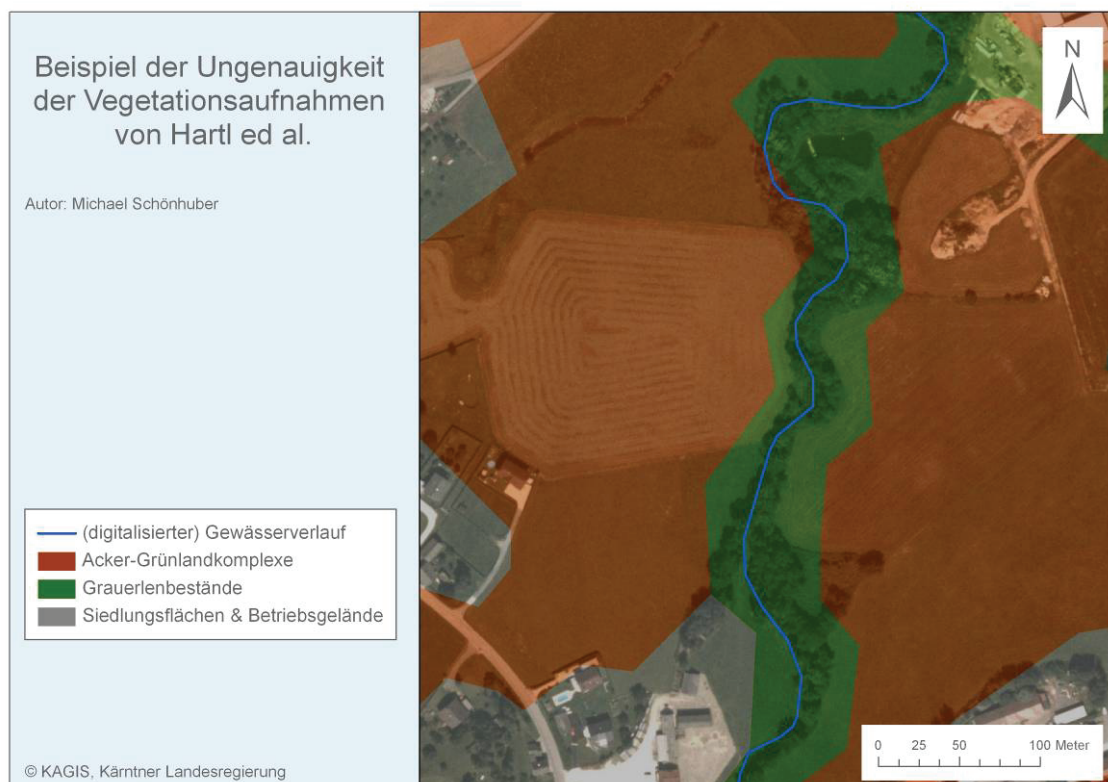 Beispiel der Ungenauigkeit
der Vegetationsaufnahmen
von Hartl ed al.
Autor: Michael Schönhuber
(digitalisierter) Gewässerverlauf
Acker-Grünlandkomplexe
Grauerlenbestände
Siedlungsflächen & Betriebsgelände
© KAGIS, Kärntner Landesregierung
N
0 25 50 100 Meter